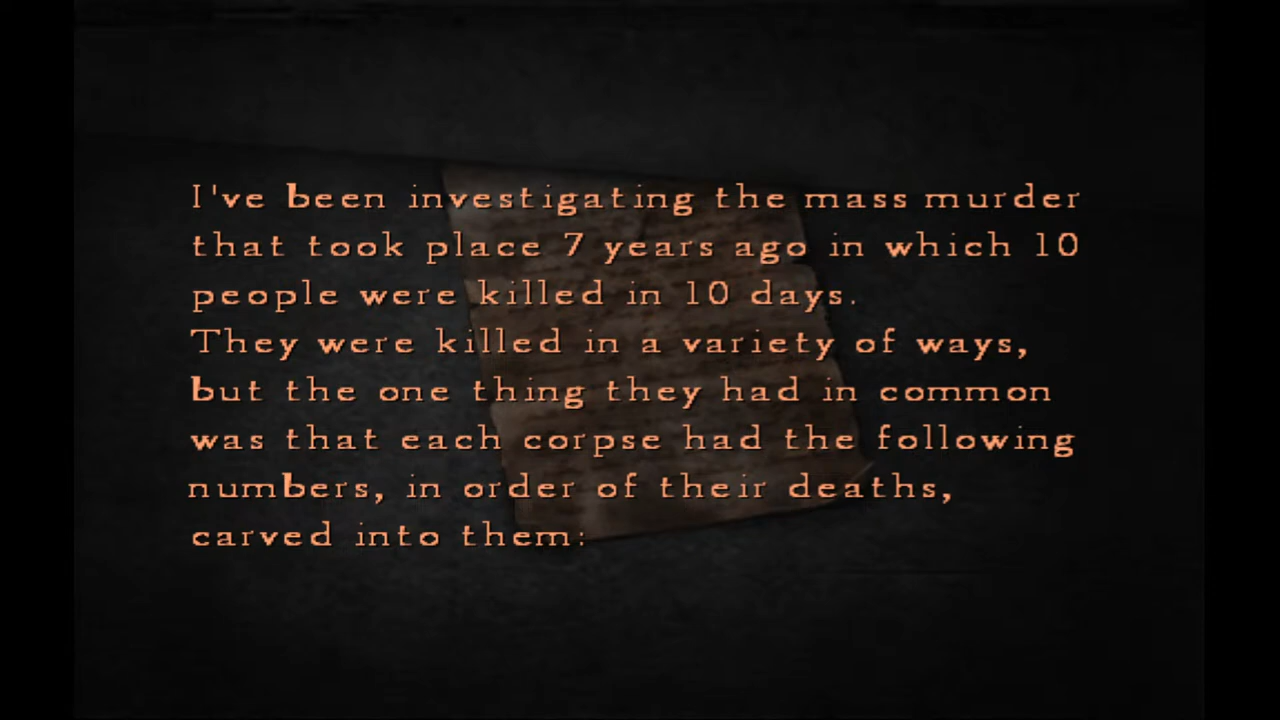 I've been investigating the mass murder
that took place 7 years ago in which 10
people were killed in 10 days.
They were killed in a variety of ways,
but the one thing they had in common
was that each corpse had the following
numbers, in order of their deaths,
carved into them: